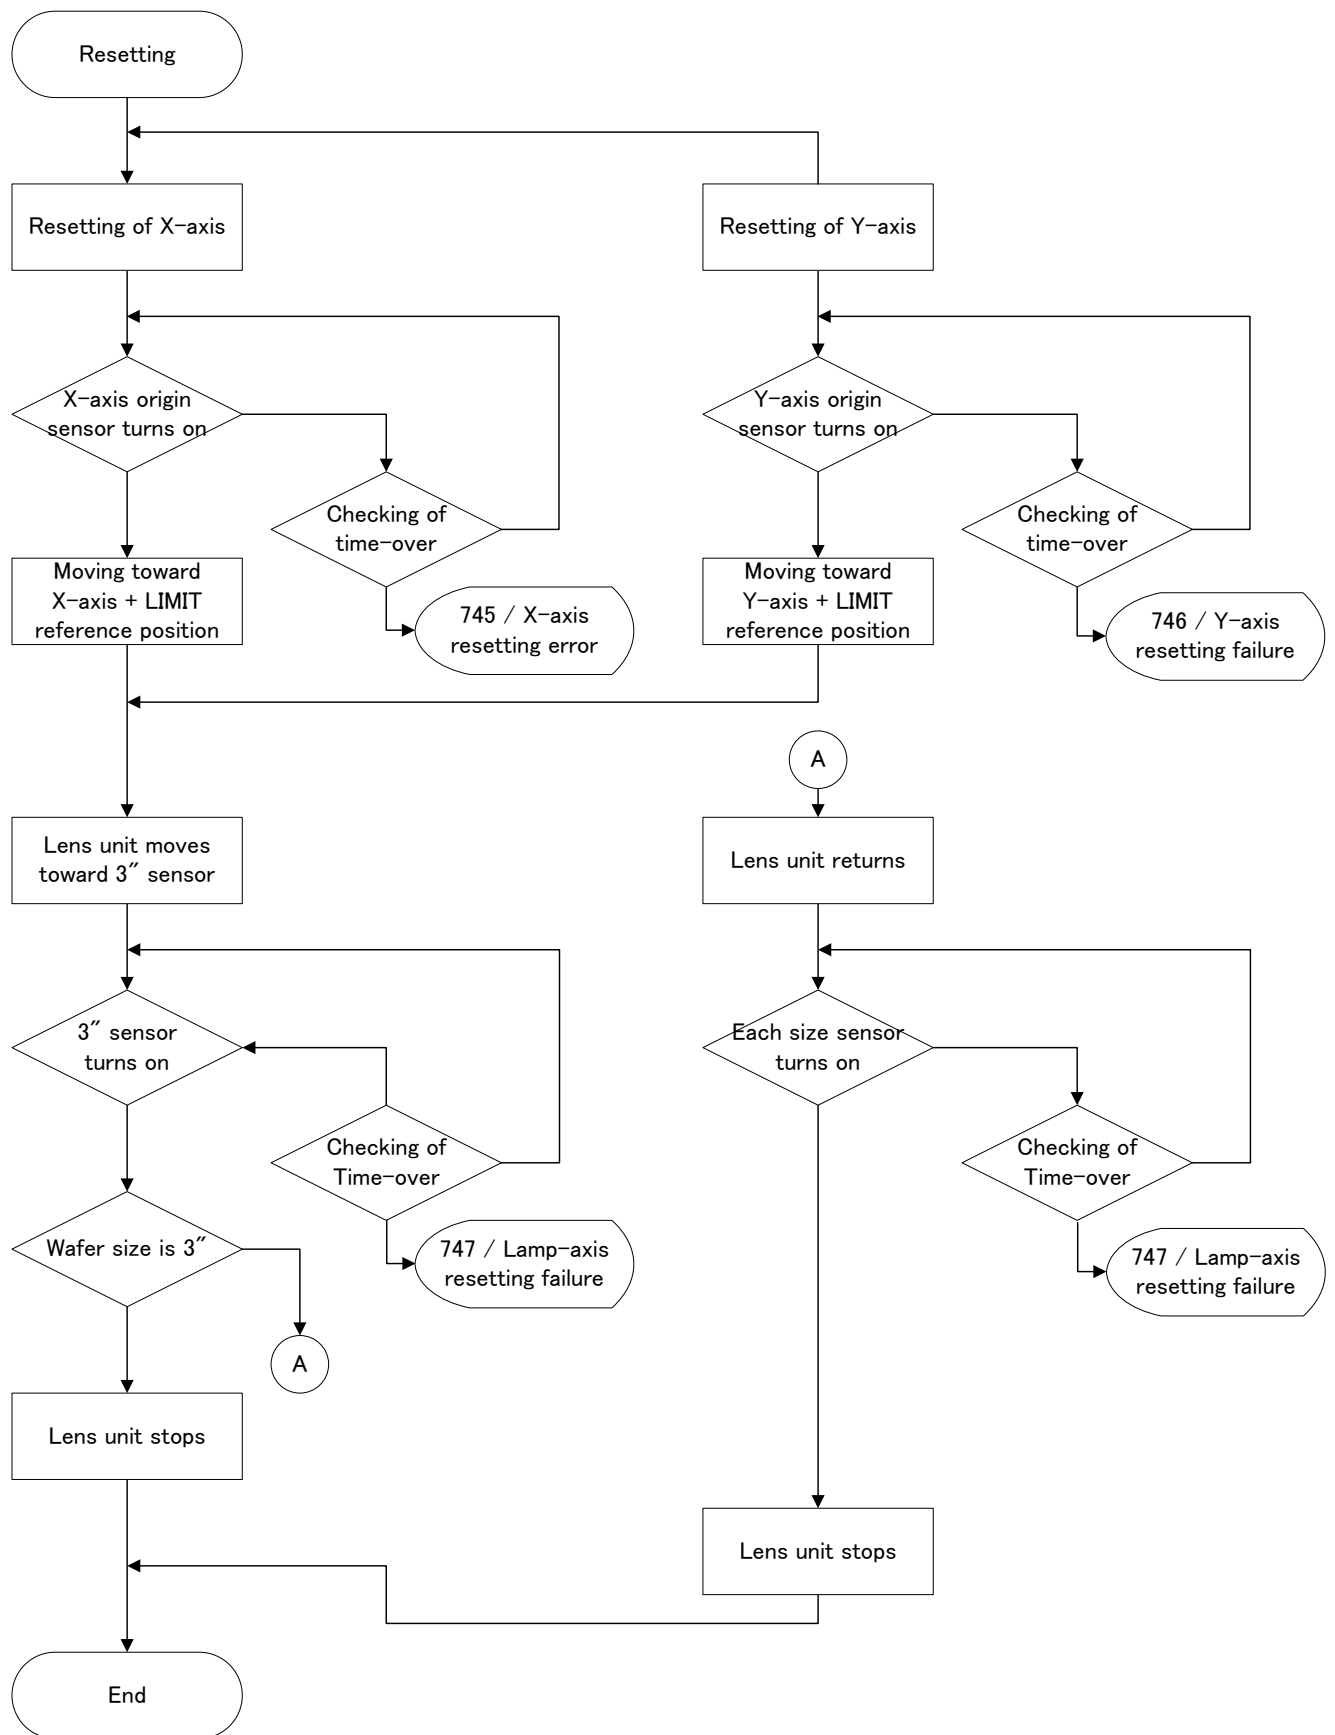 Resetting
Resetting of X-axis
Resetting of Y-axis
X-axis origin
sensor turns on
Y-axis origin
sensor turns on
Checking of
time-over
Checking of
time-over
Moving toward
X-axis + LIMIT
reference position
745 / X-axis
resetting error
Moving toward
Y-axis + LIMIT
reference position
746 / Y-axis
resetting failure
A
Lens unit moves
toward 3″ sensor
Lens unit returns
3″ sensor
turns on
Each size sensor
turns on
Checking of
Time-over
Checking of
Time-over
Wafer size is 3″
747 / Lamp-axis
resetting failure
747 / Lamp-axis
resetting failure
A
Lens unit stops
Lens unit stops
End